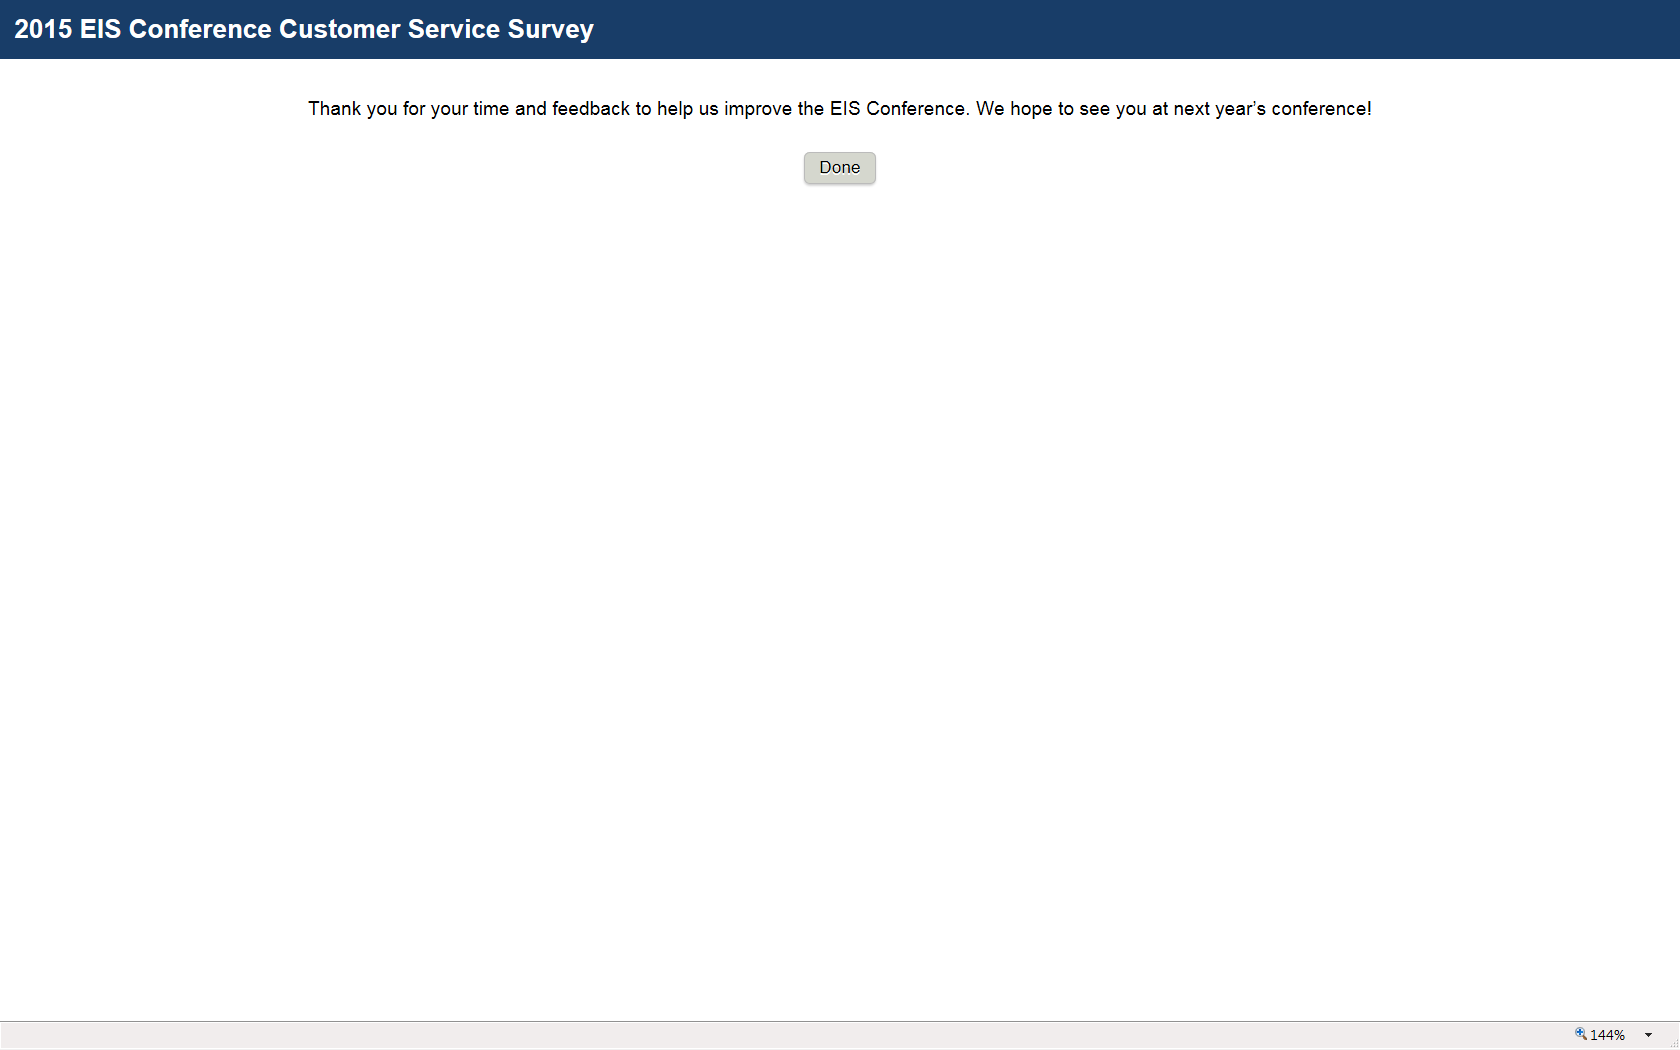 2015 EIS Conference Customer Service Survey
Thank you for your time and feedback to help us improve the EIS Conference. We hope to see you at next year’s conference!
Done
144%